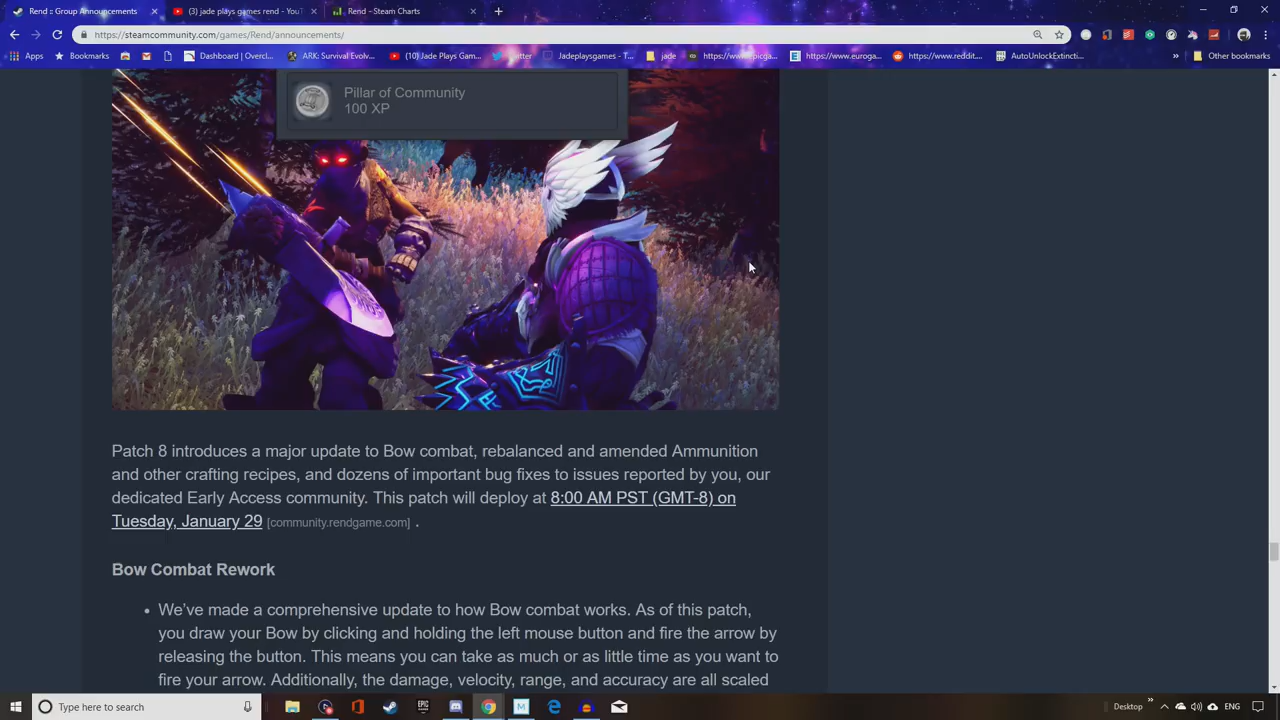 Rend :: Group Announcements
(3) jade plays games rend - YouT
Rend - Steam Charts
https://steamcommunity.com/games/Rend/announcements/
Apps
Bookmarks
Dashboard | Overcl...
ARK: Survival Evolv...
(10) Jade Plays Gam...
Twitter
Jadeplaysgames - T...
jade
https://www.picga...
https://www.euroga...
https://www.reddit....
AutoUnlockExtincti...
»
Other bookmarks
Pillar of Community
100 XP
Patch 8 introduces a major update to Bow combat, rebalanced and amended Ammunition
and other crafting recipes, and dozens of important bug fixes to issues reported by you, our
dedicated Early Access community. This patch will deploy at 8:00 AM PST (GMT-8) on
Tuesday, January 29 [community.rendgame.com] .
Bow Combat Rework
• We've made a comprehensive update to how Bow combat works. As of this patch,
you draw your Bow by clicking and holding the left mouse button and fire the arrow by
releasing the button. This means you can take as much or as little time as you want to
fire your arrow. Additionally, the damage, velocity, range, and accuracy are all scaled
Type here to search
EPIC
Desktop
»
ENG